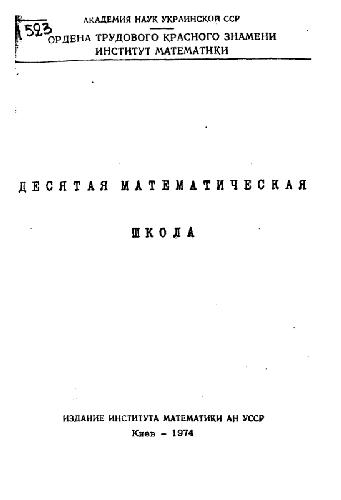 АКАДЕМИЯ НАУК УКРАИНСКОЙ ССР
523
ОРДЕНА ТРУДОВОГО КРАСНОГО ЗНАМЕНИ
ИНСТИТУТ МАТЕМАТИКИ
ДЕСЯТАЯ МАТЕМАТИЧЕСКАЯ
ШКОЛА
ИЗДАНИЕ ИНСТИТУТА МАТЕМАТИКИ АН УССР
Киев - 1974